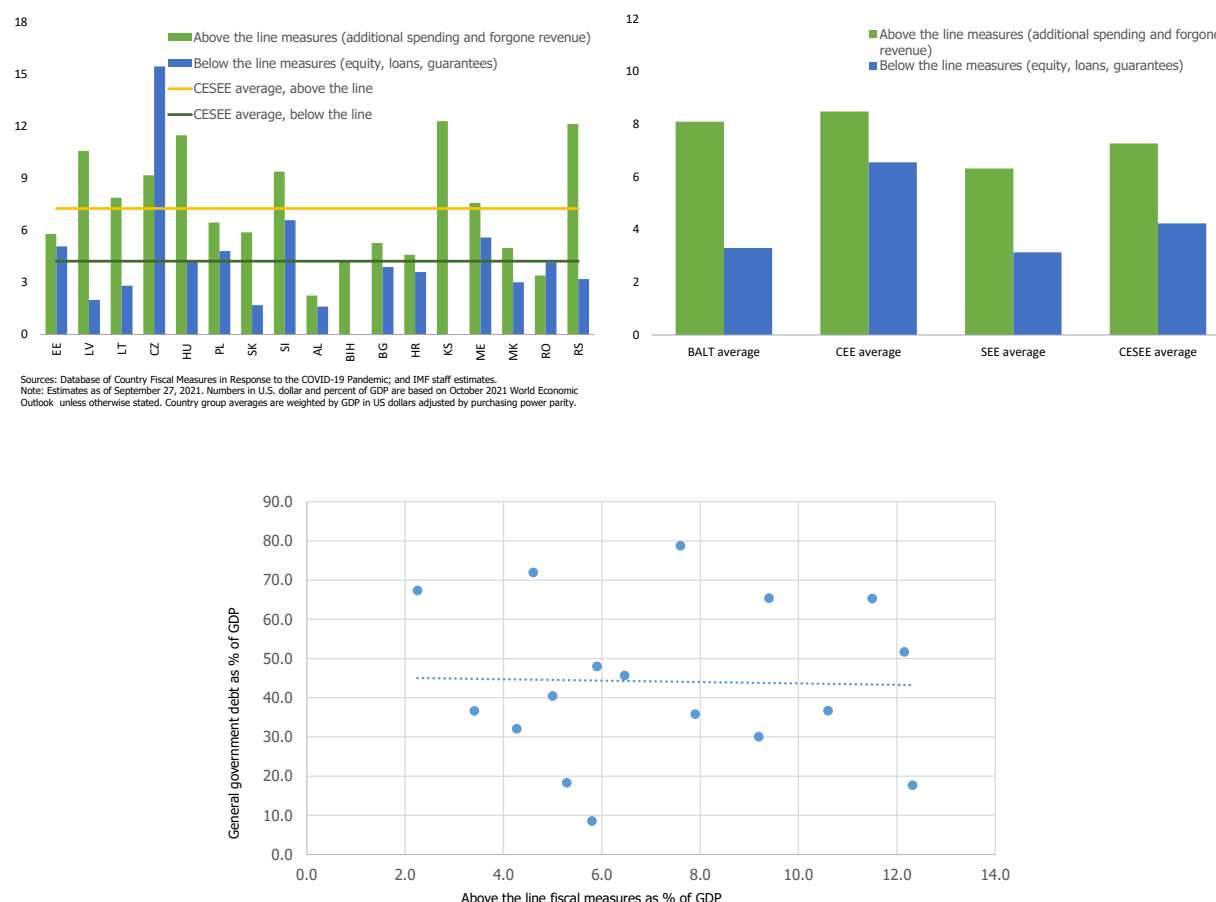 18
15
12
9
6
3
0
Above the line measures (additional spending and forgone revenue)
Below the line measures (equity, loans, guarantees)
CESEE average, above the line
CESEE average, below the line
EE LV LT CZ HU PL SK SI AL BIH BG HR KS ME MK RO RS
Sources: Database of Country Fiscal Measures in Response to the COVID-19 Pandemic; and IMF staff estimates.
Note: Estimates as of September 27, 2021. Numbers in U.S. dollar and percent of GDP are based on October 2021 World Economic
Outlook unless otherwise stated. Country group averages are weighted by GDP in US dollars adjusted by purchasing power parity.
12
10
8
6
4
2
0
Above the line measures (additional spending and forgone
revenue)
Below the line measures (equity, loans, guarantees)
BALT average CEE average SEE average CESEE average
General government debt as % of GDP
90.0
80.0
70.0
60.0
50.0
40.0
30.0
20.0
10.0
0.0
0.0 2.0 4.0 6.0 8.0 10.0 12.0 14.0
Above the line fiscal measures as % of GDP